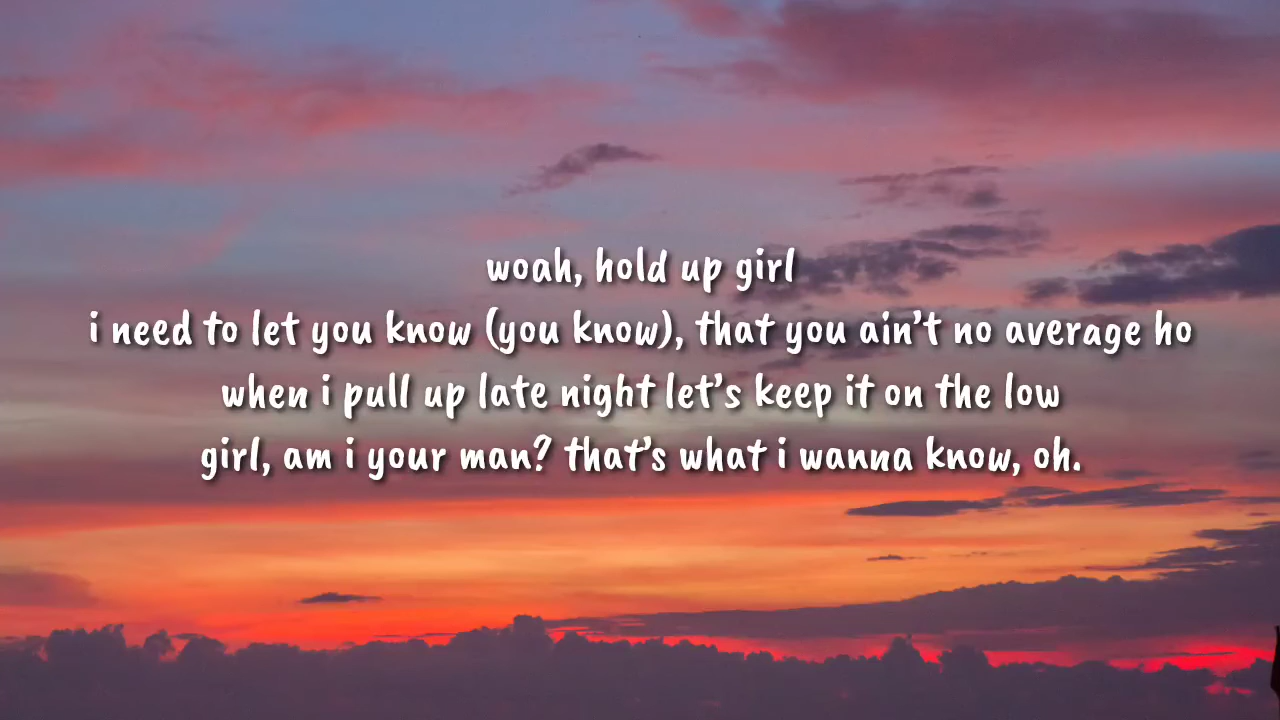 woah, hold up girl
i need to let you know (you know), that you ain't no average ho
when i pull up late night let's keep it on the low
girl, am i your man? that's what i wanna know, oh.